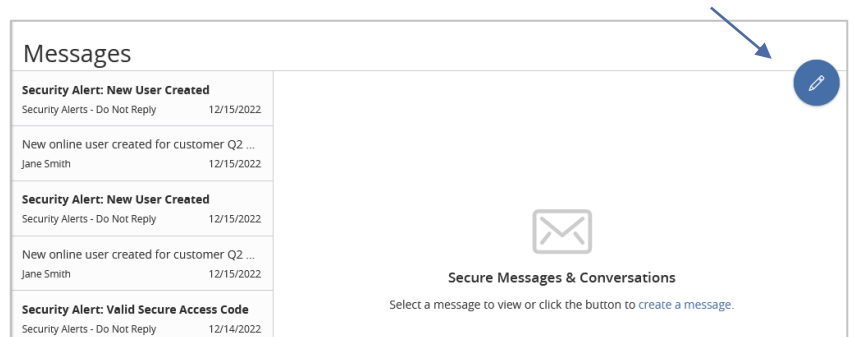 Messages
Security Alert: New User Created
Security Alerts - Do Not Reply 12/15/2022
New online user created for customer Q2 ...
Jane Smith 12/15/2022
Security Alert: New User Created
Security Alerts - Do Not Reply 12/15/2022
New online user created for customer Q2 ...
Jane Smith 12/15/2022
Security Alert: Valid Secure Access Code
Security Alerts - Do Not Reply 12/14/2022
Secure Messages & Conversations
Select a message to view or click the button to create a message.